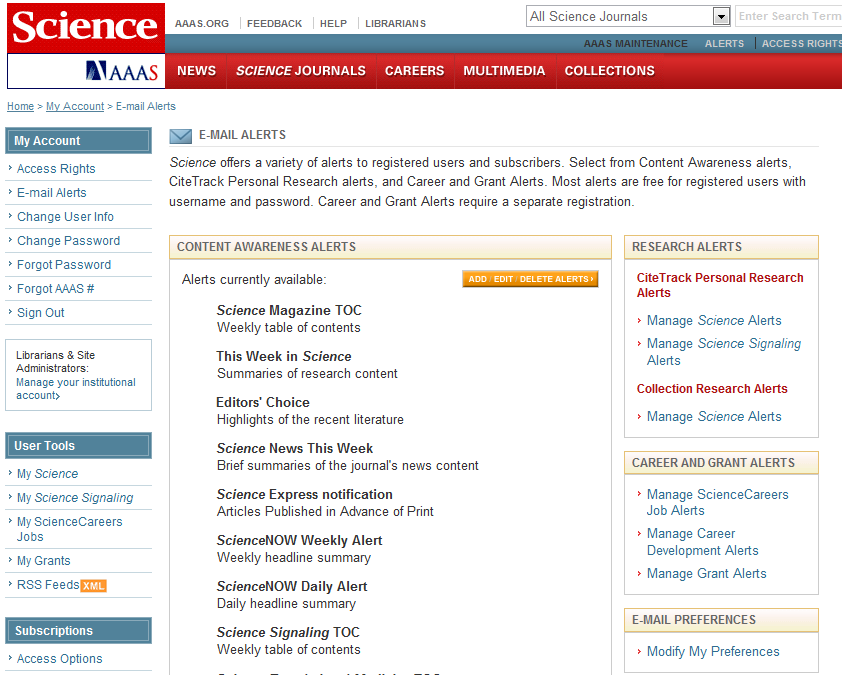 Science
AAAS
AAAS.ORG
FEEDBACK
HELP
LIBRARIANS
All Science Journals
Enter Search Term
AAAS MAINTENANCE
ALERTS
ACCESS RIGHTS
NEWS
SCIENCE JOURNALS
CAREERS
MULTIMEDIA
COLLECTIONS
Home > My Account > E-mail Alerts
My Account
Access Rights
E-mail Alerts
Change User Info
Change Password
Forgot Password
Forgot AAAS #
Sign Out
Librarians & Site
Administrators:
Manage your institutional
account>
User Tools
My Science
My Science Signaling
My ScienceCareers
Jobs
My Grants
RSS Feeds XML
Subscriptions
Access Options
E-MAIL ALERTS
Science offers a variety of alerts to registered users and subscribers. Select from Content Awareness alerts,
CiteTrack Personal Research alerts, and Career and Grant Alerts. Most alerts are free for registered users with
username and password. Career and Grant Alerts require a separate registration.
CONTENT AWARENESS ALERTS
Alerts currently available:
ADD / EDIT / DELETE ALERTS ›
Science Magazine TOC
Weekly table of contents
This Week in Science
Summaries of research content
Editors' Choice
Highlights of the recent literature
Science News This Week
Brief summaries of the journal's news content
Science Express notification
Articles Published in Advance of Print
ScienceNOW Weekly Alert
Weekly headline summary
ScienceNOW Daily Alert
Daily headline summary
Science Signaling TOC
Weekly table of contents
RESEARCH ALERTS
CiteTrack Personal Research
Alerts
Manage Science Alerts
Manage Science Signaling
Alerts
Collection Research Alerts
Manage Science Alerts
CAREER AND GRANT ALERTS
Manage ScienceCareers
Job Alerts
Manage Career
Development Alerts
Manage Grant Alerts
E-MAIL PREFERENCES
Modify My Preferences